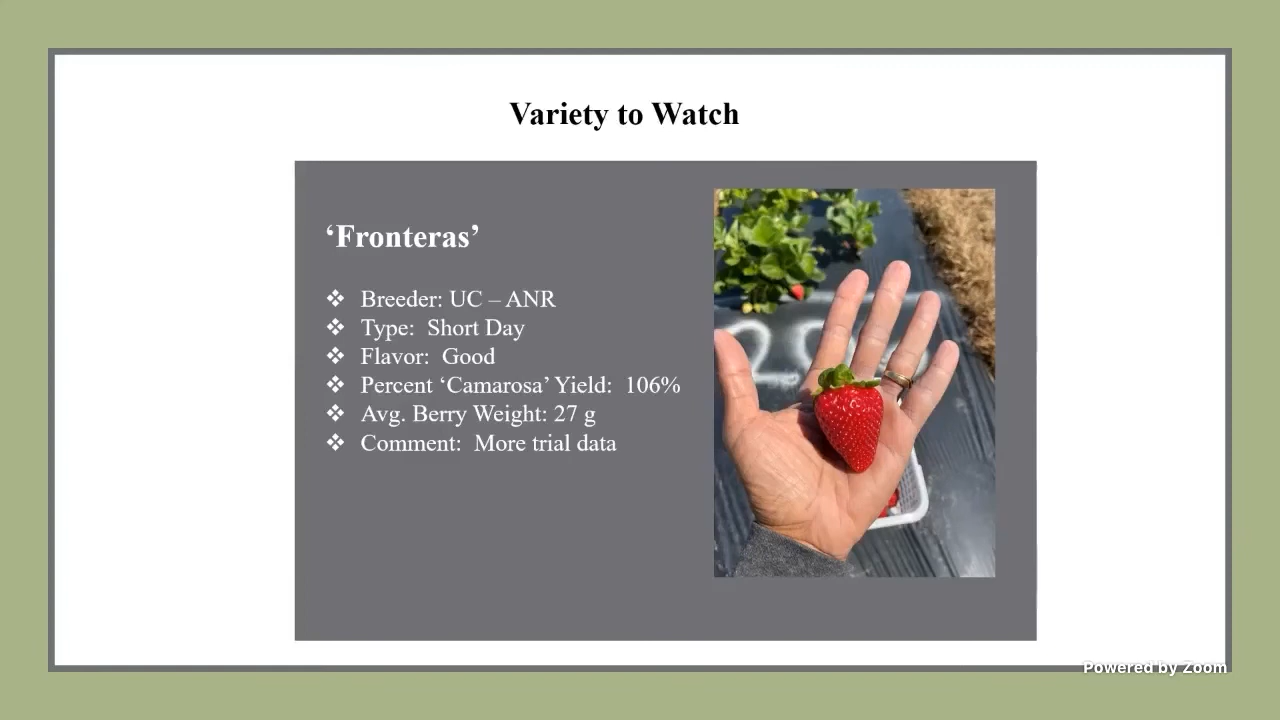 Variety to Watch
‘Fronteras’
❖ Breeder: UC – ANR
❖ Type: Short Day
❖ Flavor: Good
❖ Percent ‘Camarosa’ Yield: 106%
❖ Avg. Berry Weight: 27 g
❖ Comment: More trial data
Powered by Zoom